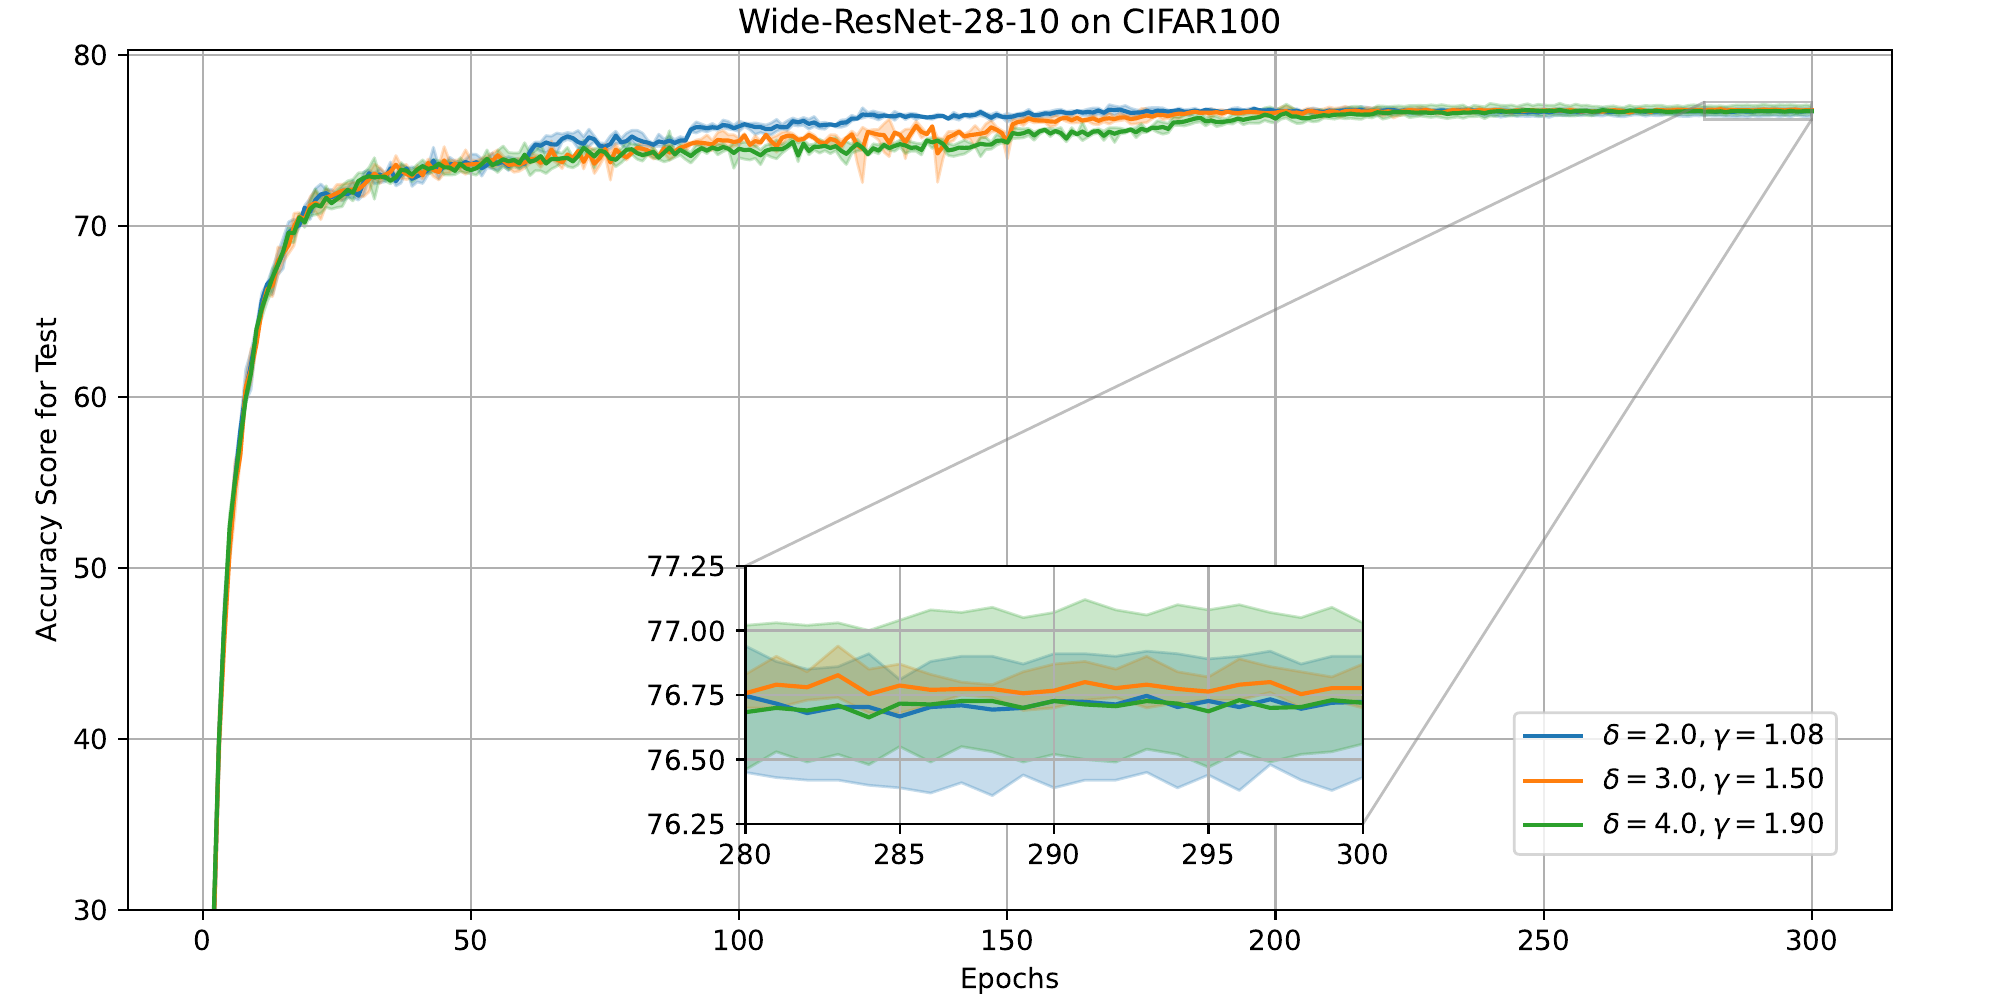 Wide-ResNet-28-10 on CIFAR100
Accuracy Score for Test
80
70
60
50
40
30
77.25
77.00
76.75
76.50
76.25
280 285 290 295 300
δ = 2.0, γ = 1.08
δ = 3.0, γ = 1.50
δ = 4.0, γ = 1.90
0 50 100 150 200 250 300
Epochs